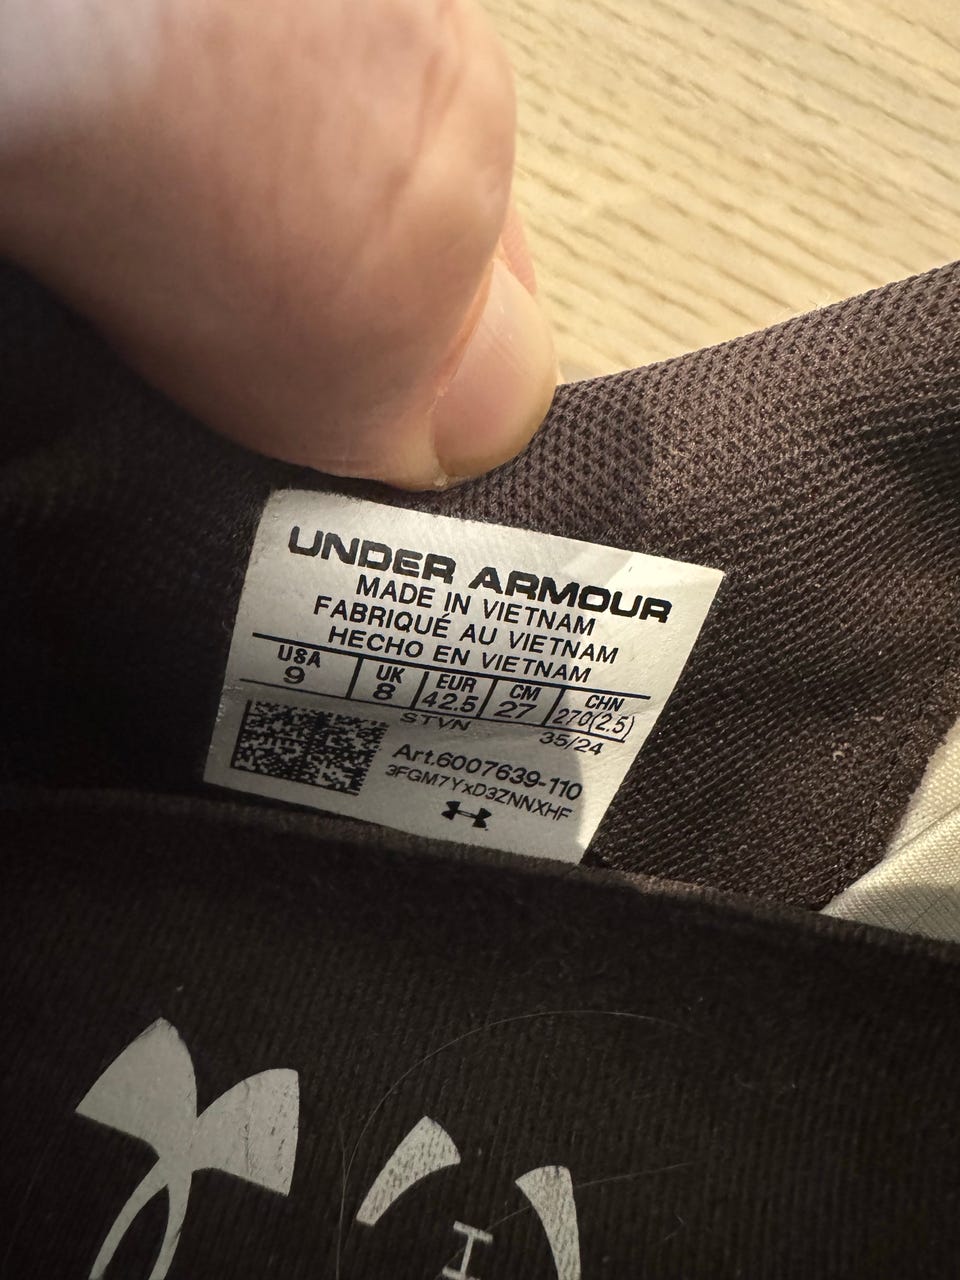 UNDER ARMOUR
MADE IN VIETNAM
FABRIQUÉ AU VIETNAM
HECHO EN VIETNAM
USA UK EUR CM CHN
9 8 42.5 27 270(2.5)
STVN 35/24
Art.6007639-110
3FGM7YxD3ZNNXHF